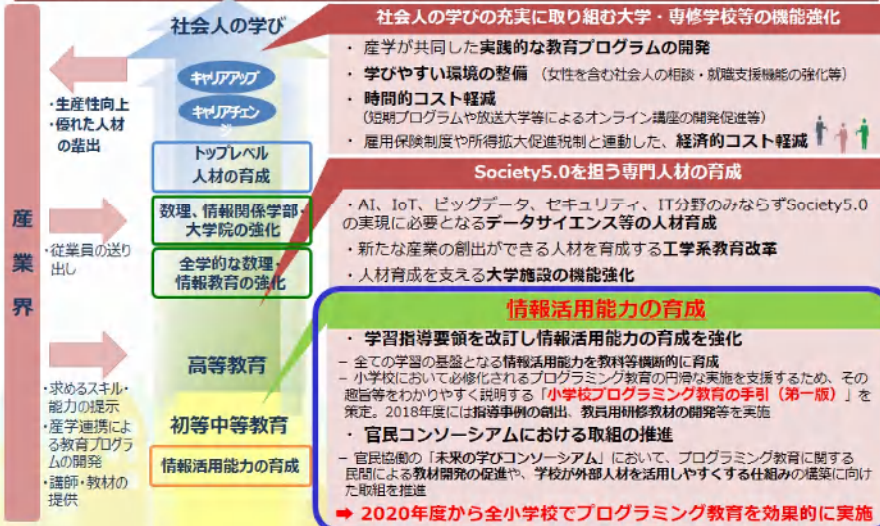 産業界
・生産性向上
・優れた人材
の輩出
・従業員の送り
出し
・求めるスキル・
能力の提示
・産学連携によ
る教育プログラ
ムの開発
・講師・教材の
提供
社会人の学び
キャリアアップ
キャリアチェン
ジ
トップレベル
人材の育成
数理、情報関係学部・
大学院の強化
全学的な数理・
情報教育の強化
高等教育
初等中等教育
情報活用能力の育成
社会人の学びの充実に取り組む大学・専修学校等の機能強化
・ 産学が共同した実践的な教育プログラムの開発
・ 学びやすい環境の整備 (女性を含む社会人の相談・就職支援機能の強化等)
・ 時間的コスト軽減
(短期プログラムや放送大学等によるオンライン講座の開発促進等)
・ 雇用保険制度や所得拡大促進税制と連動した、経済的コスト軽減
Society5.0を担う専門人材の育成
・AI、IoT、ビッグデータ、セキュリティ、IT分野のみならずSociety5.0
の実現に必要となるデータサイエンス等の人材育成
・新たな産業の創出ができる人材を育成する工学系教育改革
・人材育成を支える大学施設の機能強化
情報活用能力の育成
・ 学習指導要領を改訂し情報活用能力の育成を強化
− 全ての学習の基盤となる情報活用能力を教科等横断的に育成
− 小学校において必修化されるプログラミング教育の円滑な実施を支援するため、その
趣旨等をわかりやすく説明する「小学校プログラミング教育の手引(第一版)」を
策定。2018年度には指導事例の創出、教員用研修教材の開発等を実施
・ 官民コンソーシアムにおける取組の推進
− 官民協働の「未来の学びコンソーシアム」において、プログラミング教育に関する
民間による教材開発の促進や、学校が外部人材を活用しやすくする仕組みの構築に向け
た取組を推進
➡ 2020年度から全小学校でプログラミング教育を効果的に実施